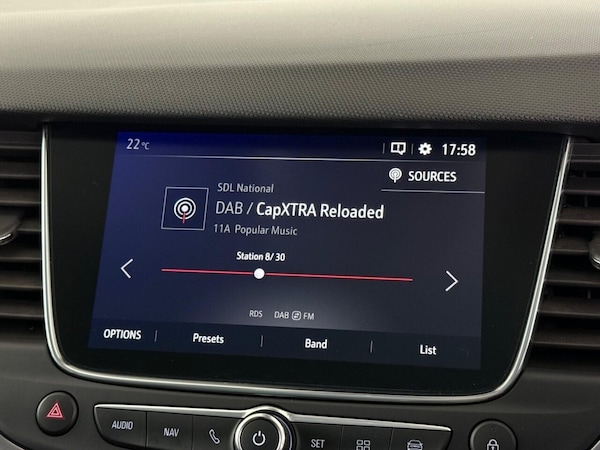 22 °C 17:58
SOURCES
SDL National
DAB / CapXTRA Reloaded
11A Popular Music
Station 8/ 30
RDS DAB FM
OPTIONS Presets Band List
AUDIO NAV SET